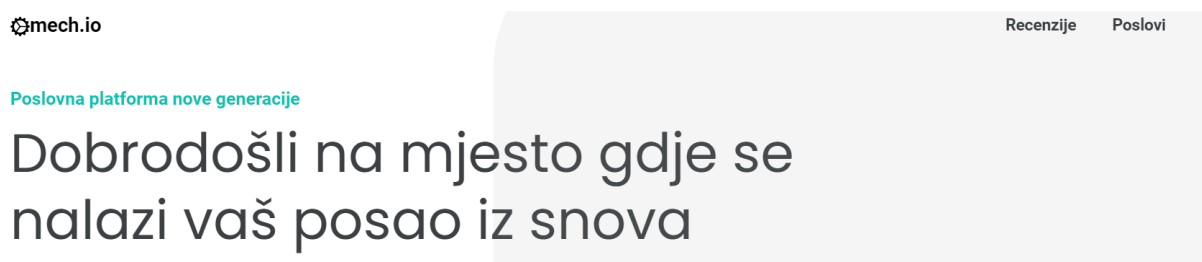 mech.io
Recenzije
Poslovi
Poslovna platforma nove generacije
Dobrodošli na mjesto gdje se
nalazi vaš posao iz snova